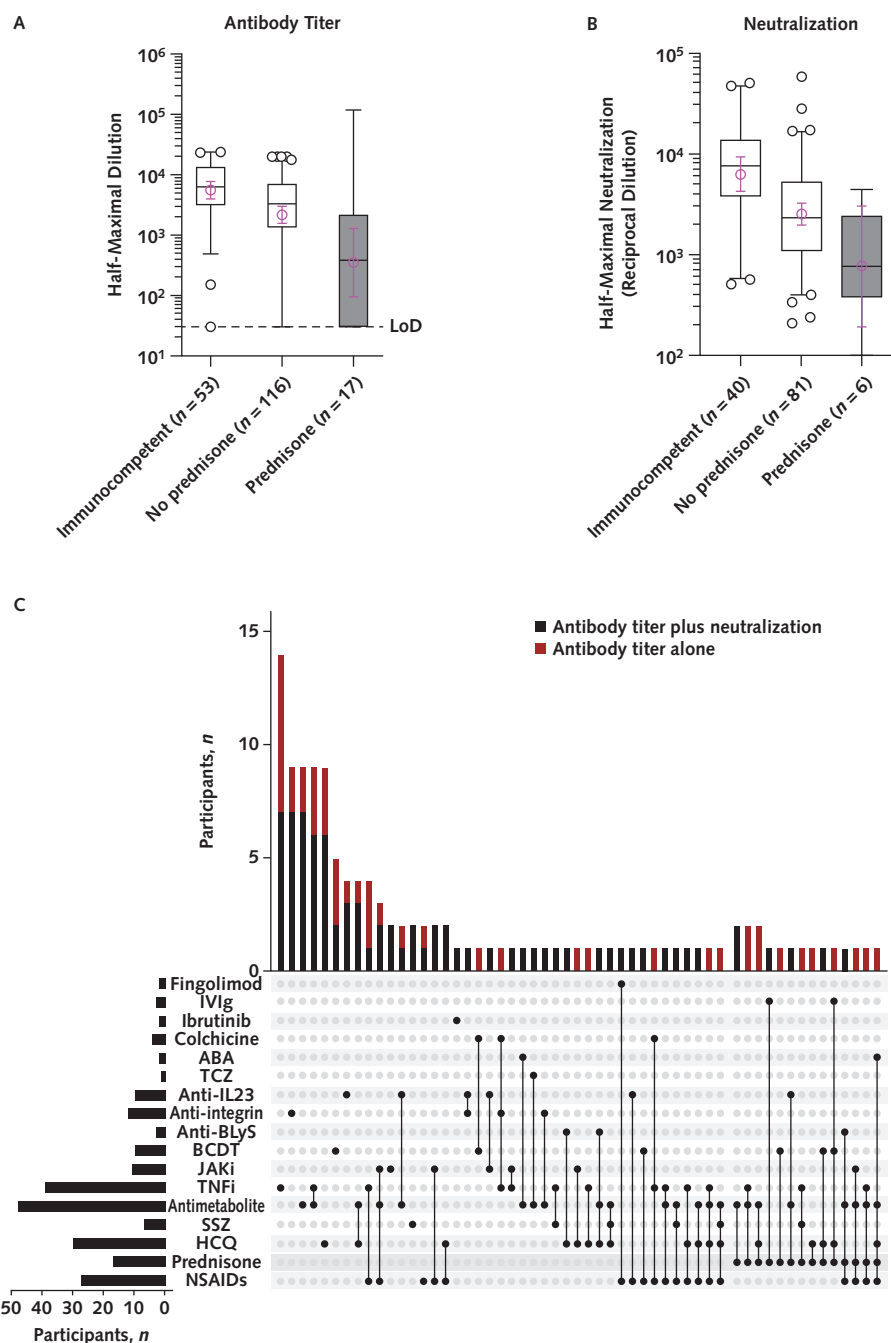 A
Antibody Titer
Half-Maximal Dilution
10⁶
10⁵
10⁴
10³
10²
10¹
LoD
Immunocompetent (n = 53)
No prednisone (n = 116)
Prednisone (n = 17)
B
Neutralization
Half-Maximal Neutralization
(Reciprocal Dilution)
10⁵
10⁴
10³
10²
Immunocompetent (n = 40)
No prednisone (n = 81)
Prednisone (n = 6)
C
Participants, n
15
10
5
0
Antibody titer plus neutralization
Antibody titer alone
Fingolimod
IVIg
Ibrutinib
Colchicine
ABA
TCZ
Anti-IL23
Anti-integrin
Anti-BLyS
BCDT
JAKi
TNFi
Antimetabolite
SSZ
HCQ
Prednisone
NSAIDs
50 40 30 20 10 0
Participants, n